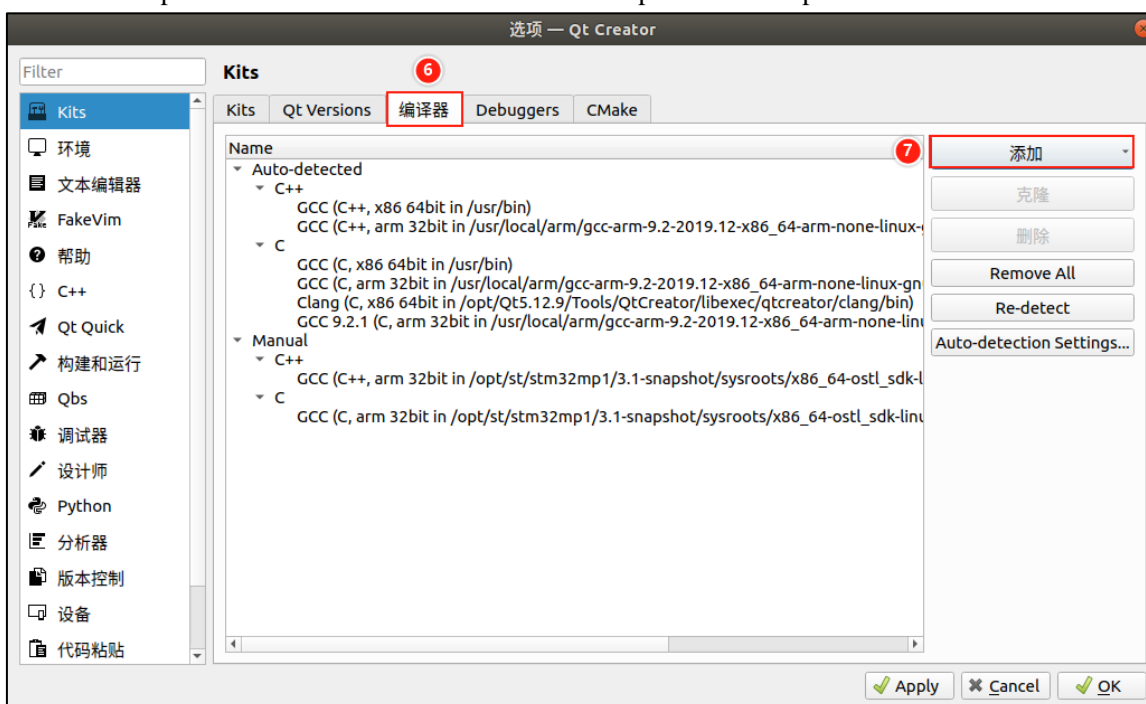 选项 — Qt Creator
Filter
Kits
6
Kits
Kits Qt Versions 编译器 Debuggers CMake
环境
文本编辑器
FakeVim
帮助
{} C++
Qt Quick
构建和运行
Qbs
调试器
设计师
Python
分析器
版本控制
设备
代码粘贴
Name
Auto-detected
C++
GCC (C++, x86 64bit in /usr/bin)
GCC (C++, arm 32bit in /usr/local/arm/gcc-arm-9.2-2019.12-x86_64-arm-none-linux-
C
GCC (C, x86 64bit in /usr/bin)
GCC (C, arm 32bit in /usr/local/arm/gcc-arm-9.2-2019.12-x86_64-arm-none-linux-gn
Clang (C, x86 64bit in /opt/Qt5.12.9/Tools/QtCreator/libexec/qtcreator/clang/bin)
GCC 9.2.1 (C, arm 32bit in /usr/local/arm/gcc-arm-9.2-2019.12-x86_64-arm-none-linu
Manual
C++
GCC (C++, arm 32bit in /opt/st/stm32mp1/3.1-snapshot/sysroots/x86_64-ostl_sdk-l
C
GCC (C, arm 32bit in /opt/st/stm32mp1/3.1-snapshot/sysroots/x86_64-ostl_sdk-linu
7
添加
克隆
删除
Remove All
Re-detect
Auto-detection Settings...
Apply Cancel OK